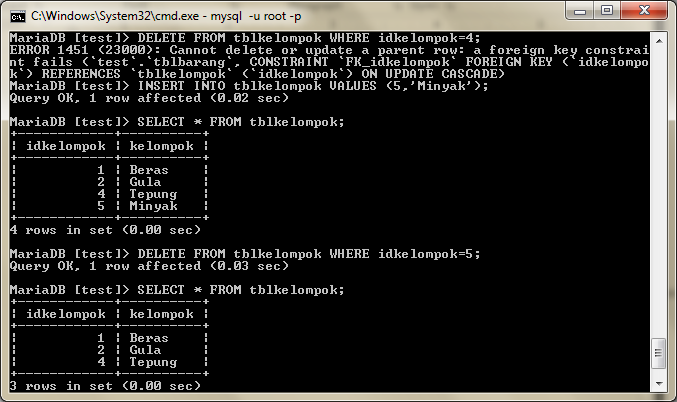 C:\Windows\System32\cmd.exe - mysql -u root -p
MariaDB [test]> DELETE FROM tblkelompok WHERE idkelompok=4;
ERROR 1451 (23000): Cannot delete or update a parent row: a foreign key constrai
nt fails (`test`.`tblbarang`, CONSTRAINT `FK_idkelompok` FOREIGN KEY (`idkelompo
k`) REFERENCES `tblkelompok` (`idkelompok`) ON UPDATE CASCADE)
MariaDB [test]> INSERT INTO tblkelompok VALUES (5,'Minyak');
Query OK, 1 row affected (0.02 sec)
MariaDB [test]> SELECT * FROM tblkelompok;
+------------+----------+
| idkelompok | kelompok |
+------------+----------+
|          1 | Beras    |
|          2 | Gula     |
|          4 | Tepung   |
|          5 | Minyak   |
+------------+----------+
4 rows in set (0.00 sec)
MariaDB [test]> DELETE FROM tblkelompok WHERE idkelompok=5;
Query OK, 1 row affected (0.03 sec)
MariaDB [test]> SELECT * FROM tblkelompok;
+------------+----------+
| idkelompok | kelompok |
+------------+----------+
|          1 | Beras    |
|          2 | Gula     |
|          4 | Tepung   |
+------------+----------+
3 rows in set (0.00 sec)